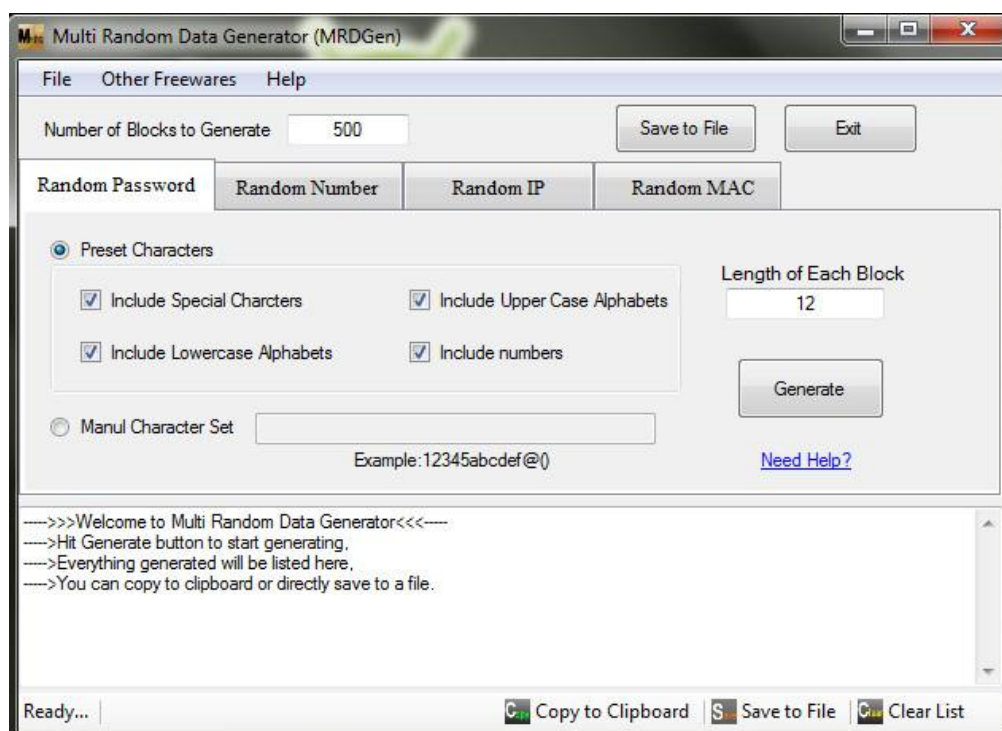 Multi Random Data Generator (MRDGen)
File Other Freewares Help
Number of Blocks to Generate 500 Save to File Exit
Random Password Random Number Random IP Random MAC
Preset Characters
Include Special Charcters Include Upper Case Alphabets
Length of Each Block
12
Include Lowercase Alphabets Include numbers
Generate
Manul Character Set
Example:12345abcdef@()
Need Help?
----->>>Welcome to Multi Random Data Generator<<<-----
----->Hit Generate button to start generating,
----->Everything generated will be listed here,
----->You can copy to clipboard or directly save to a file.
Ready... Copy to Clipboard Save to File Clear List